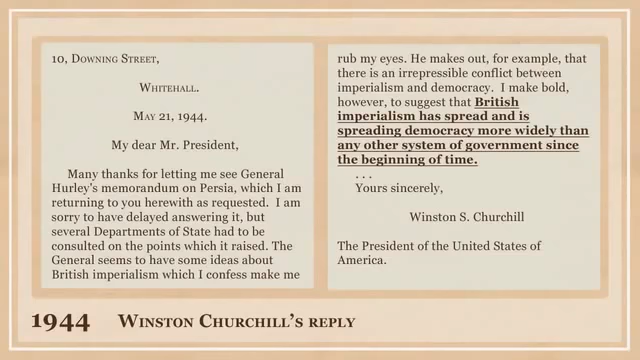 10, Downing Street,
Whitehall.
May 21, 1944.
My dear Mr. President,
Many thanks for letting me see General
Hurley's memorandum on Persia, which I am
returning to you herewith as requested. I am
sorry to have delayed answering it, but
several Departments of State had to be
consulted on the points which it raised. The
General seems to have some ideas about
British imperialism which I confess make me
rub my eyes. He makes out, for example, that
there is an irrepressible conflict between
imperialism and democracy. I make bold,
however, to suggest that British
imperialism has spread and is
spreading democracy more widely than
any other system of government since
the beginning of time.
. . .
Yours sincerely,
Winston S. Churchill
The President of the United States of
America.
1944 Winston Churchill's reply